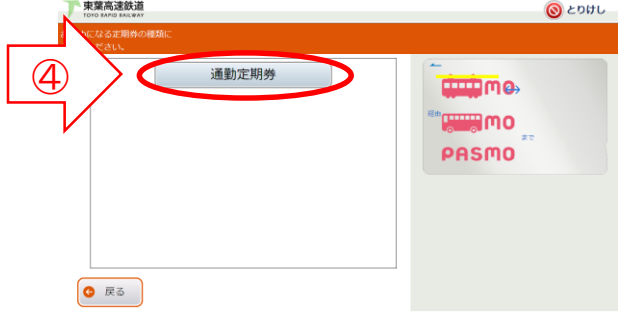 東葉高速鉄道
TOYO RAPID RAILWAY
とりけし
になる定期券の種類に
ださい。
④
通勤定期券
mo
経由
mo
まで
PASMO
戻る